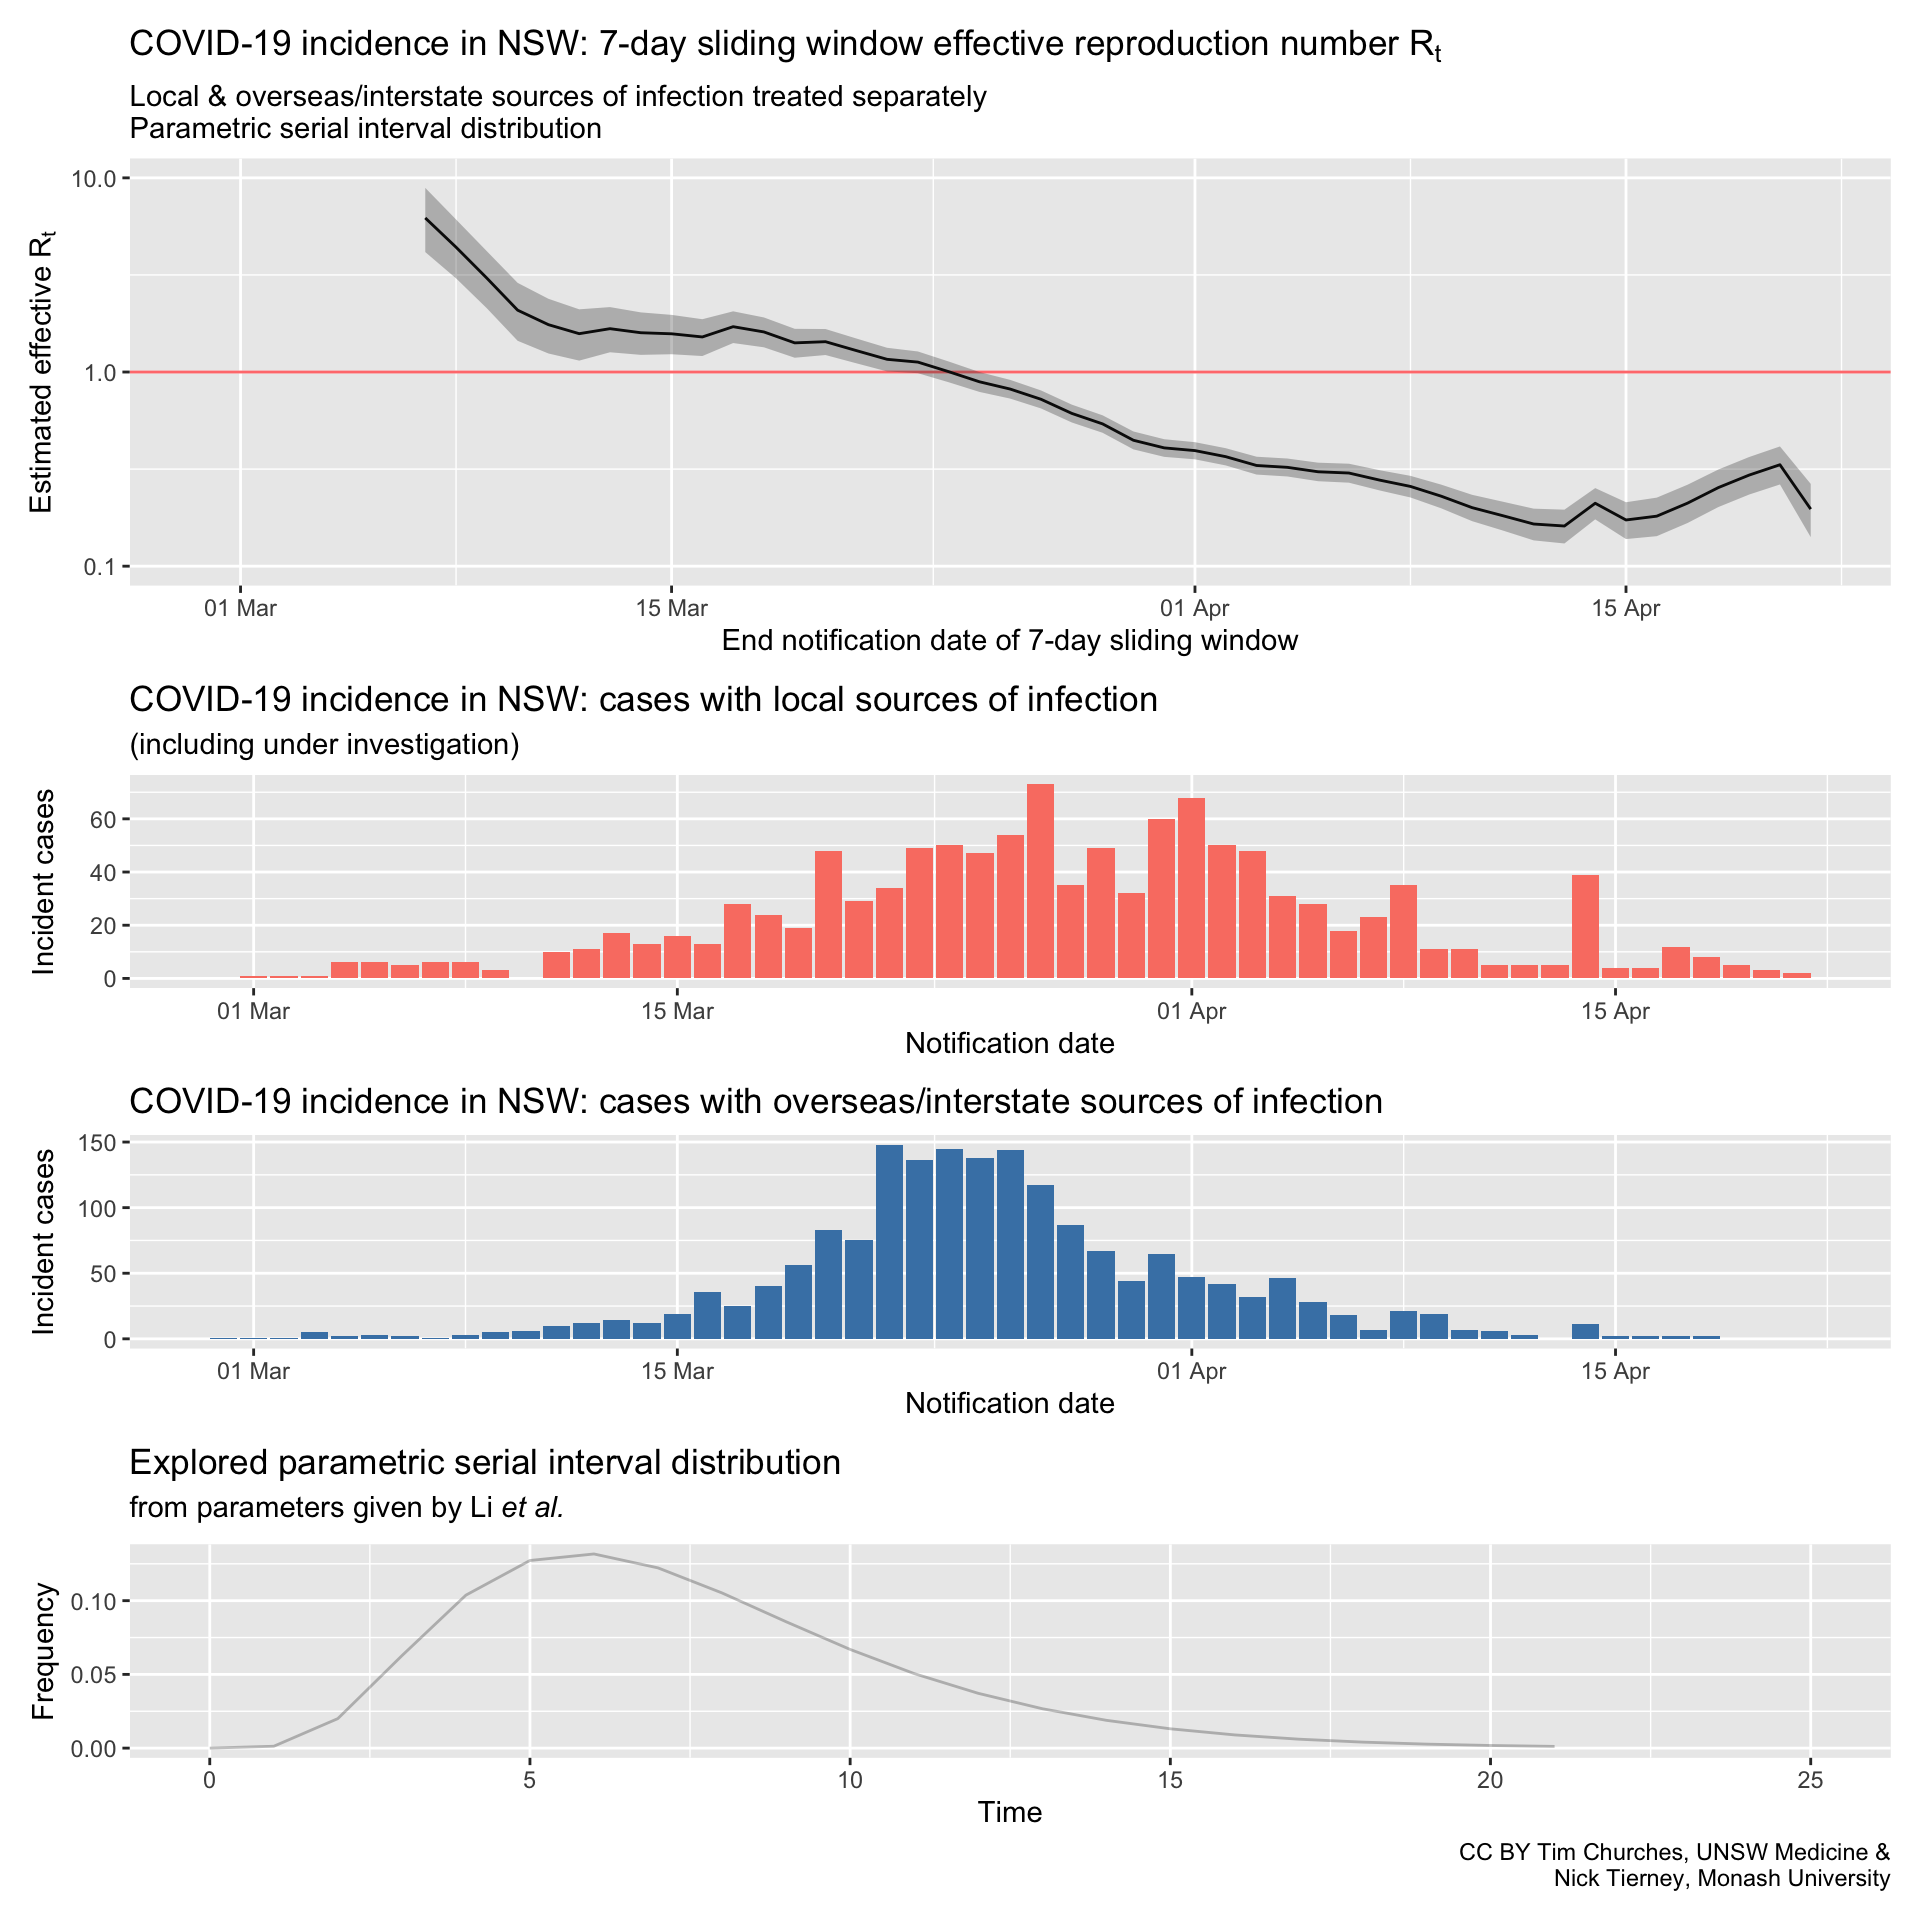 COVID-19 incidence in NSW: 7-day sliding window effective reproduction number Rt
Local & overseas/interstate sources of infection treated separately
Parametric serial interval distribution
Estimated effective Rt
10.0
1.0
0.1
01 Mar 15 Mar 01 Apr 15 Apr
End notification date of 7-day sliding window
COVID-19 incidence in NSW: cases with local sources of infection
(including under investigation)
Incident cases
60
40
20
0
01 Mar 15 Mar 01 Apr 15 Apr
Notification date
COVID-19 incidence in NSW: cases with overseas/interstate sources of infection
Incident cases
150
100
50
0
01 Mar 15 Mar 01 Apr 15 Apr
Notification date
Explored parametric serial interval distribution
from parameters given by Li et al.
Frequency
0.10
0.05
0.00
0 5 10 15 20 25
Time
CC BY Tim Churches, UNSW Medicine &
Nick Tierney, Monash University